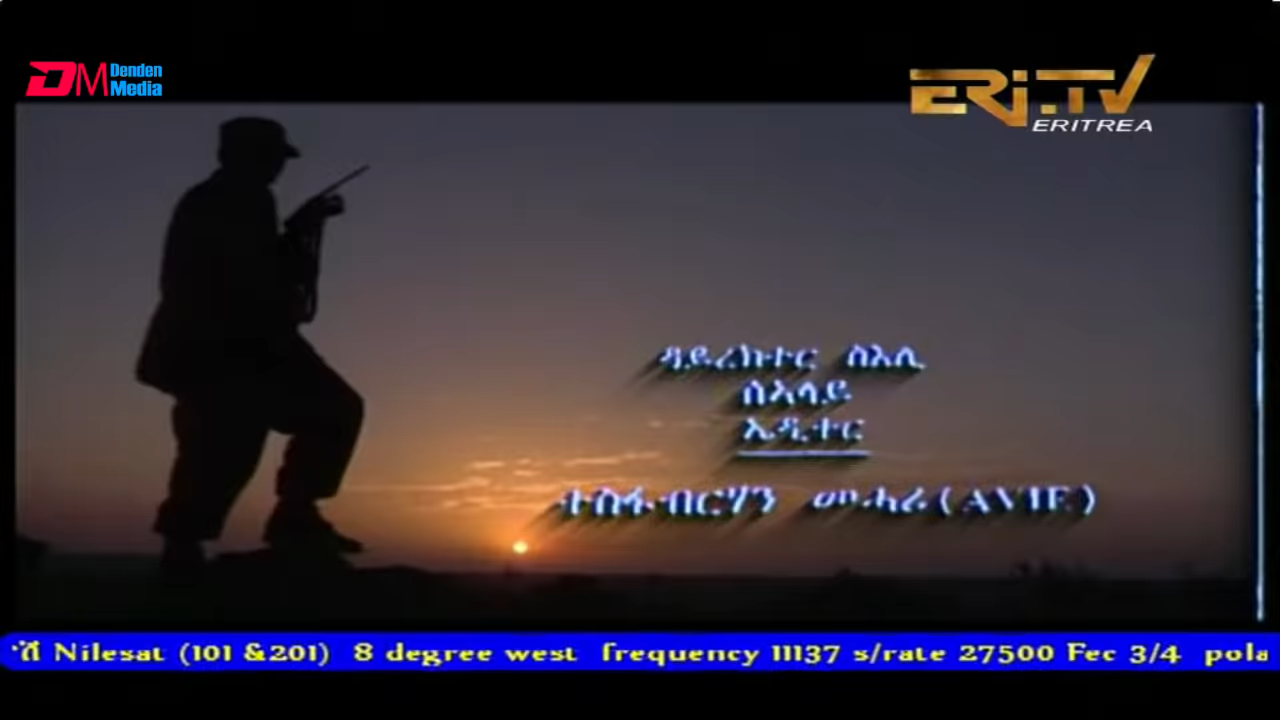 DM Denden
Media
ERi.TV
ERITREA
ዳይረክተር ስእሊ
ሰኣላይ
ኤዲተር
ተስፋብርሃን መሓሪ (AVIE)
Nilesat (101 &201) 8 degree west frequency 11137 s/rate 27500 Fec 3/4 pola